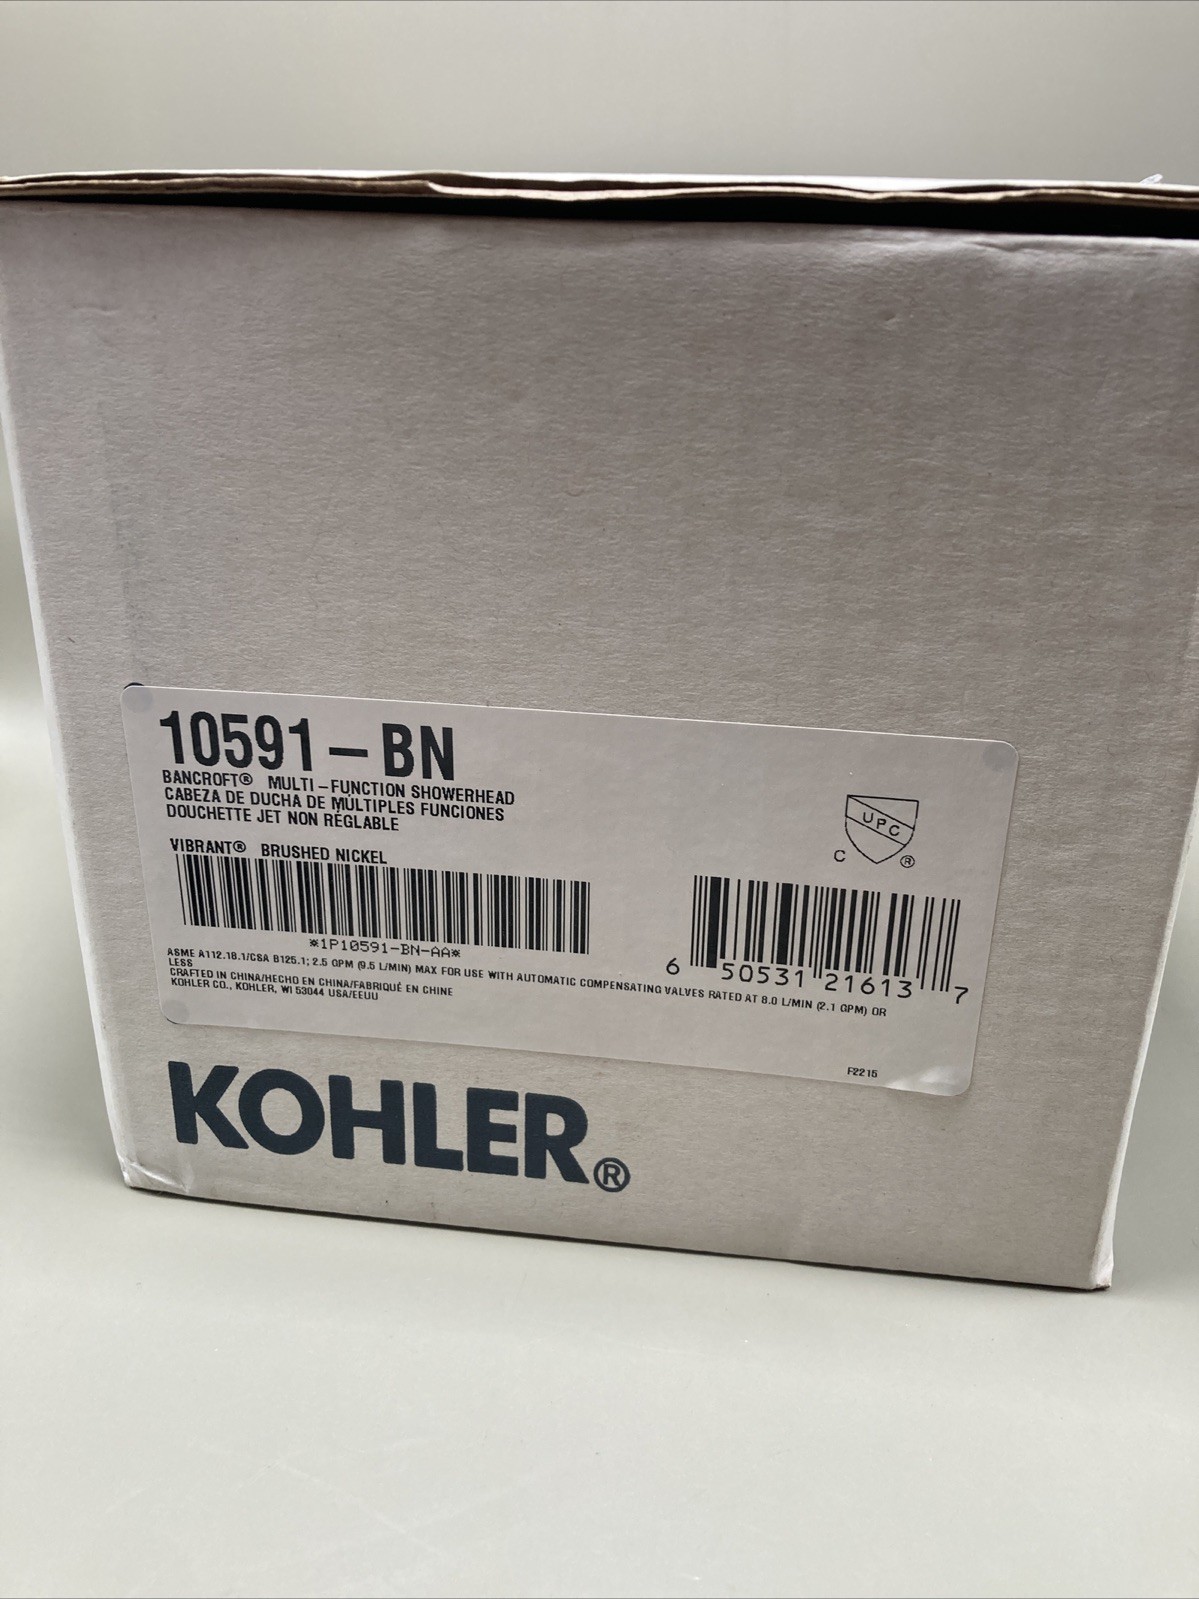 10591-BN
BANCROFT® MULTI-FUNCTION SHOWERHEAD
CABEZA DE DUCHA DE MÚLTIPLES FUNCIONES
DOUCHETTE JET NON RÉGLABLE
VIBRANT® BRUSHED NICKEL
*1P10591-BN-AA*
UPC
C ®
6 50531 21613 7
ASME A112.18.1/CSA B125.1; 2.5 GPM (9.5 L/MIN) MAX FOR USE WITH AUTOMATIC COMPENSATING VALVES RATED AT 8.0 L/MIN (2.1 GPM) OR
LESS
CRAFTED IN CHINA/HECHO EN CHINA/FABRIQUÉ EN CHINE
KOHLER CO., KOHLER, WI 53044 USA/EEUU
F2215
KOHLER®